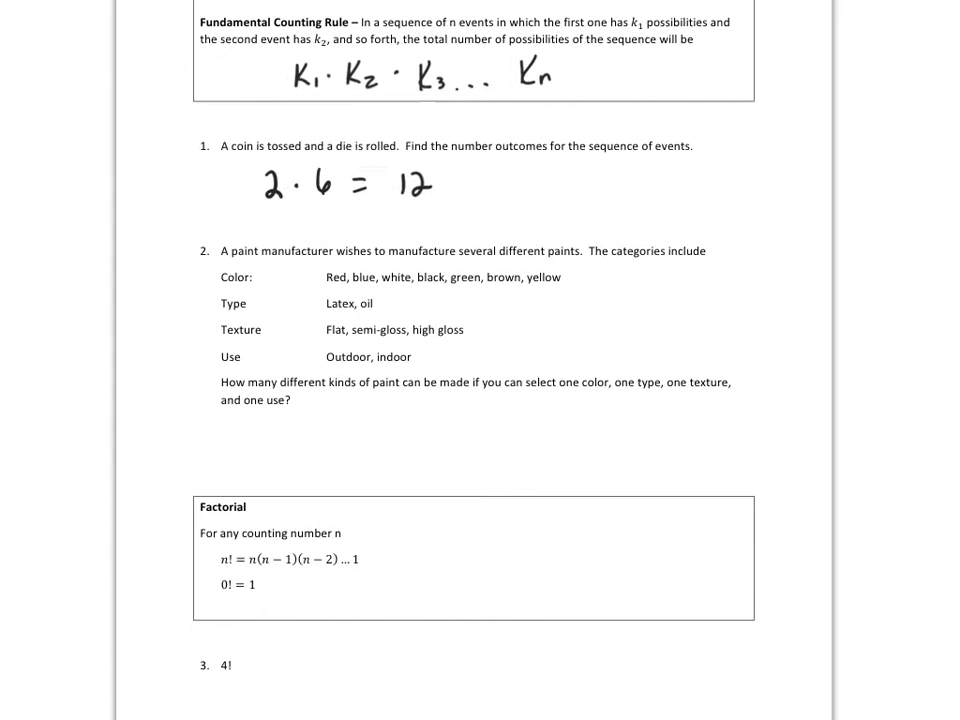 Fundamental Counting Rule – In a sequence of n events in which the first one has k₁ possibilities and
the second event has k₂, and so forth, the total number of possibilities of the sequence will be
K₁ · K₂ · K₃ ... Kn
1. A coin is tossed and a die is rolled. Find the number outcomes for the sequence of events.
2 · 6 = 12
2. A paint manufacturer wishes to manufacture several different paints. The categories include
Color: Red, blue, white, black, green, brown, yellow
Type Latex, oil
Texture Flat, semi-gloss, high gloss
Use Outdoor, indoor
How many different kinds of paint can be made if you can select one color, one type, one texture,
and one use?
Factorial
For any counting number n
n! = n(n − 1)(n − 2) … 1
0! = 1
3. 4!